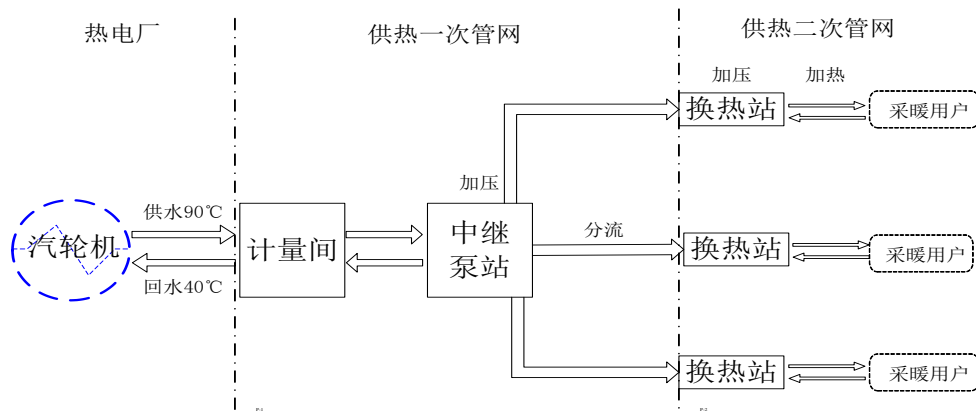 热电厂
供热一次管网
供热二次管网
加压
加热
换热站
采暖用户
加压
供水90℃
汽轮机
回水40℃
计量间
中继
泵站
分流
换热站
采暖用户
换热站
采暖用户